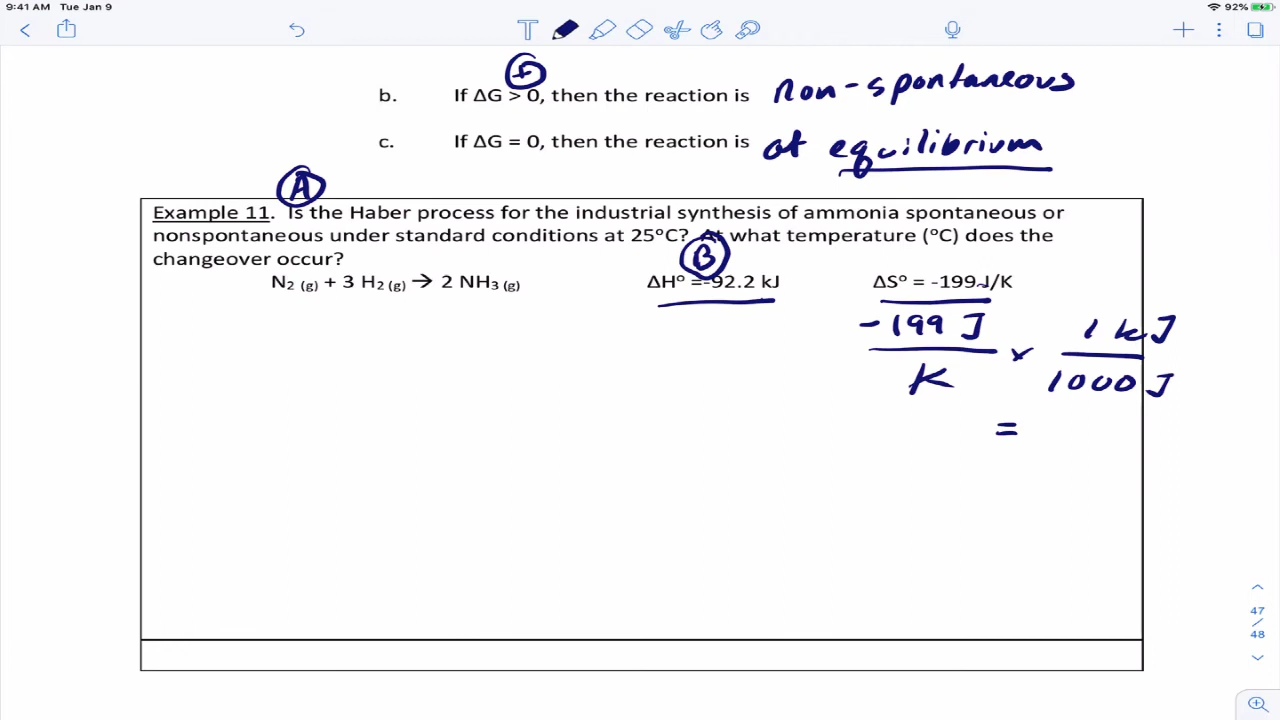 9:41 AM Tue Jan 9
92%
+
b. If ΔG > 0, then the reaction is non-spontaneous
c. If ΔG = 0, then the reaction is at equilibrium
A
Example 11. Is the Haber process for the industrial synthesis of ammonia spontaneous or
nonspontaneous under standard conditions at 25°C? At what temperature (°C) does the
B
changeover occur?
N₂ (g) + 3 H₂ (g) → 2 NH₃ (g) ΔH° =-92.2 kJ ΔS° = -199 J/K
-199 J / K × 1 kJ / 1000 J
=
47
/
48